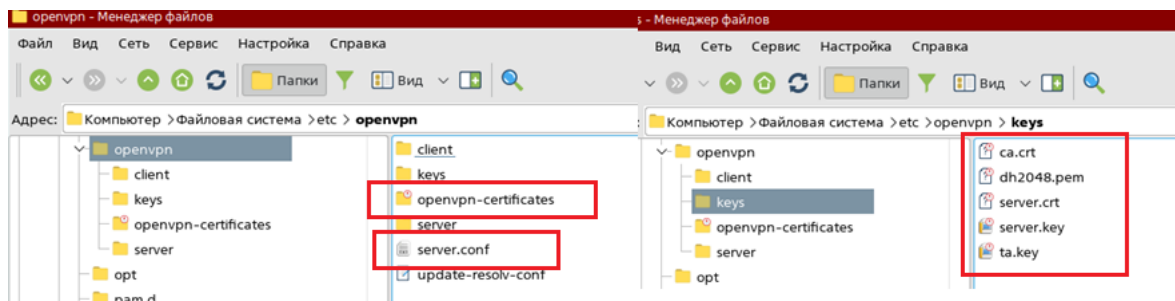 openvpn - Менеджер файлов
Файл Вид Сеть Сервис Настройка Справка
Папки Вид
Адрес: Компьютер >Файловая система >etc > openvpn
openvpn
client
keys
openvpn-certificates
server
opt
pam.d
client
keys
openvpn-certificates
server
server.conf
update-resolv-conf
s - Менеджер файлов
Вид Сеть Сервис Настройка Справка
Папки Вид
: Компьютер >Файловая система >etc >openvpn > keys
openvpn
client
keys
openvpn-certificates
server
opt
ca.crt
dh2048.pem
server.crt
server.key
ta.key